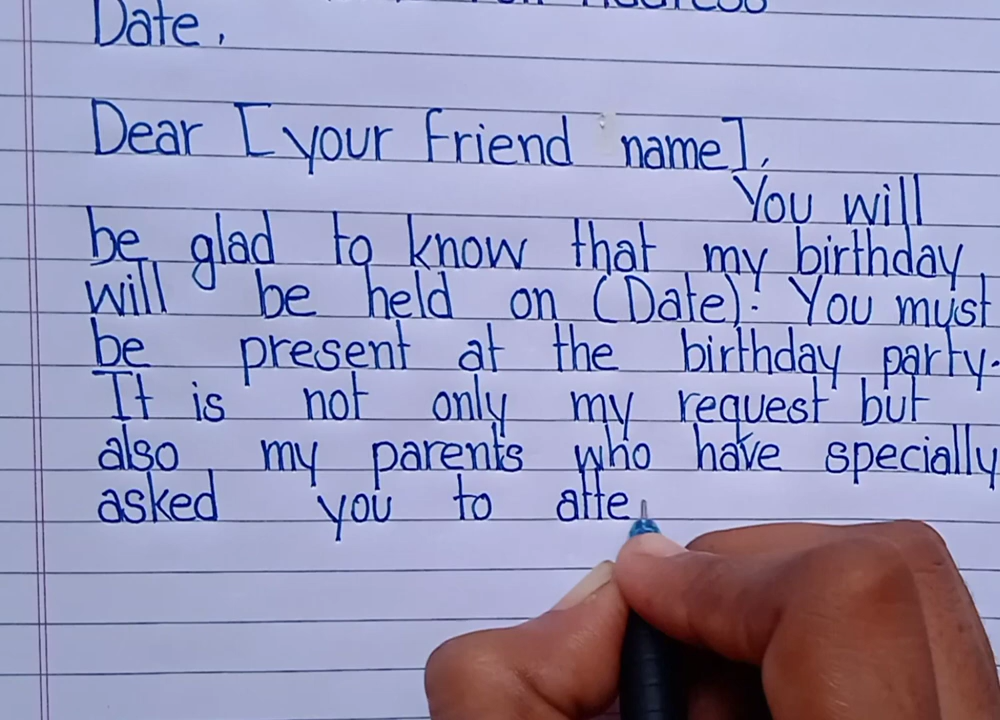 Address
Date,
Dear [your friend name],
You will
be glad to know that my birthday
will be held on (Date). You must
be present at the birthday party.
It is not only my request but
also my parents who have specially
asked you to atte